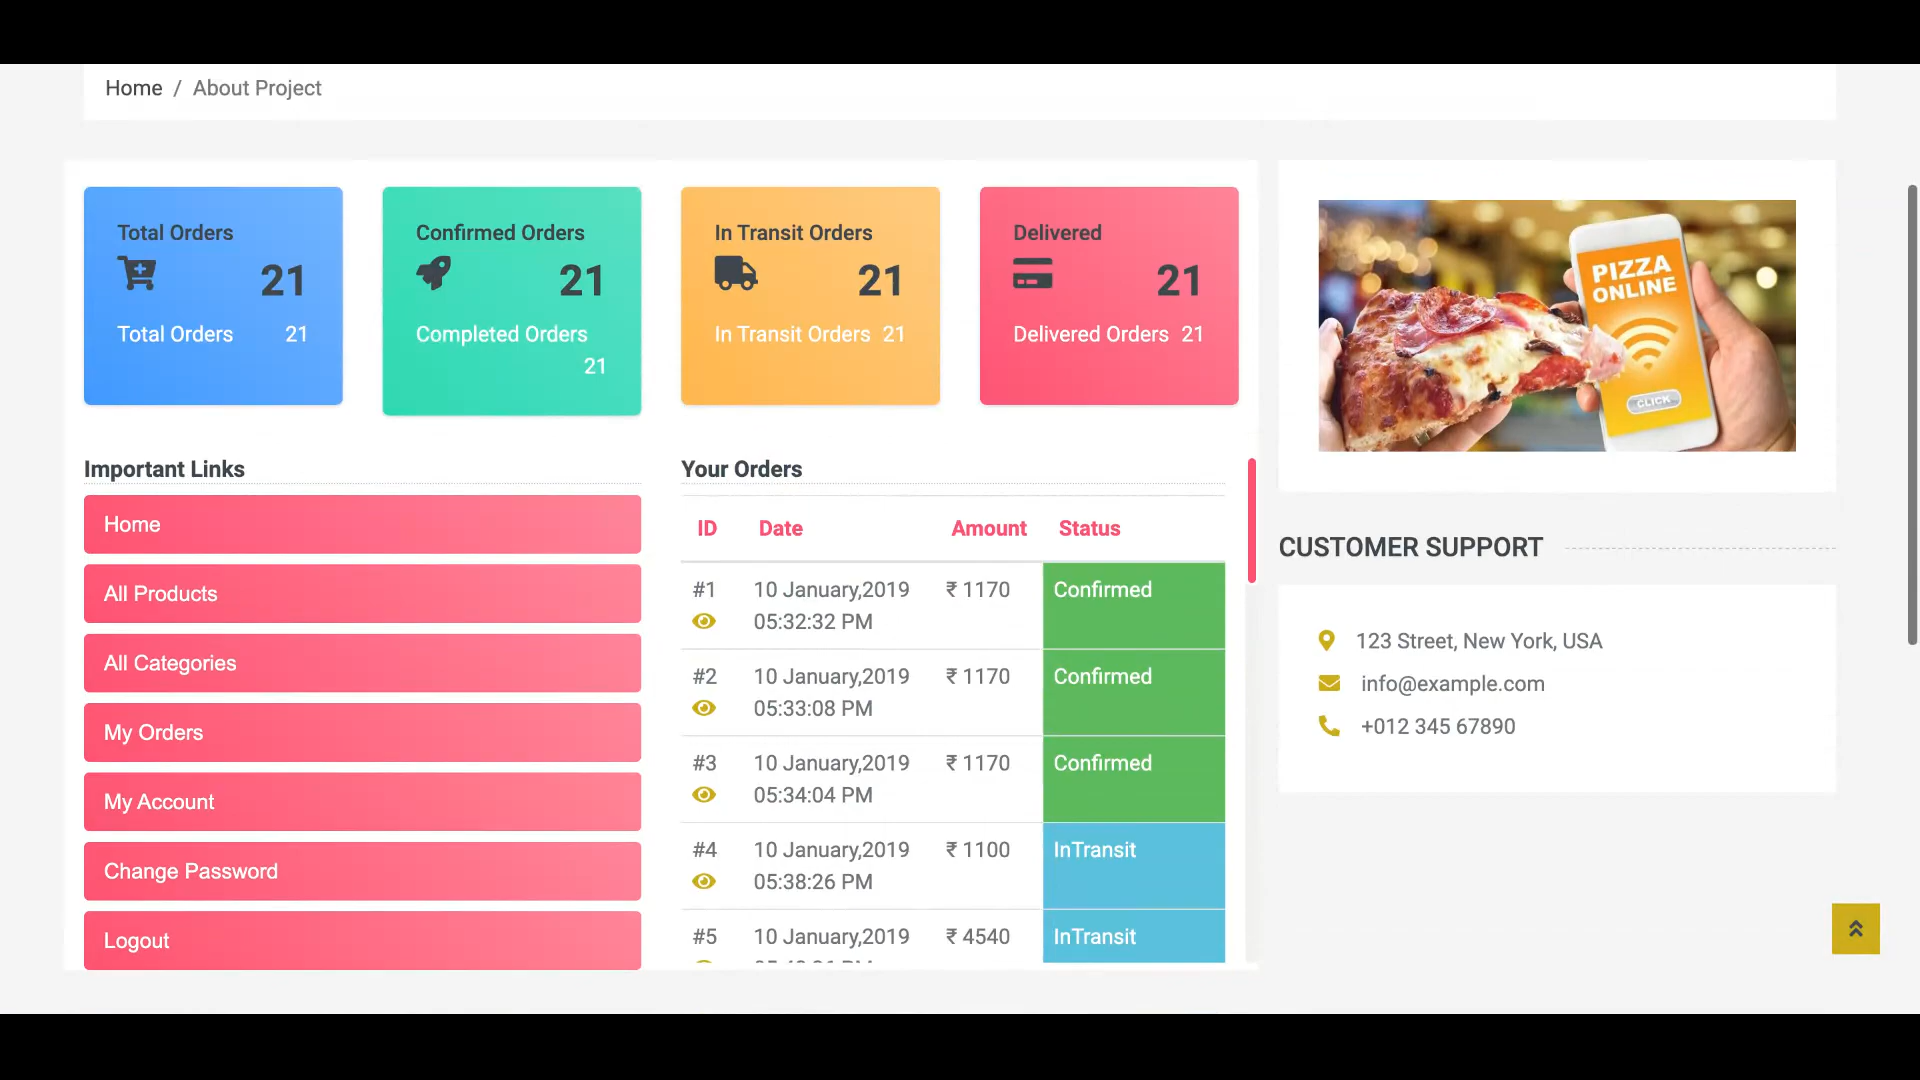 Home / About Project
Total Orders
21
Total Orders 21
Confirmed Orders
21
Completed Orders
21
In Transit Orders
21
In Transit Orders 21
Delivered
21
Delivered Orders 21
PIZZA
ONLINE
CLICK
Important Links
Home
All Products
All Categories
My Orders
My Account
Change Password
Logout
Your Orders
ID Date Amount Status
#1 10 January,2019 ₹ 1170 Confirmed
05:32:32 PM
#2 10 January,2019 ₹ 1170 Confirmed
05:33:08 PM
#3 10 January,2019 ₹ 1170 Confirmed
05:34:04 PM
#4 10 January,2019 ₹ 1100 InTransit
05:38:26 PM
#5 10 January,2019 ₹ 4540 InTransit
CUSTOMER SUPPORT
123 Street, New York, USA
info@example.com
+012 345 67890